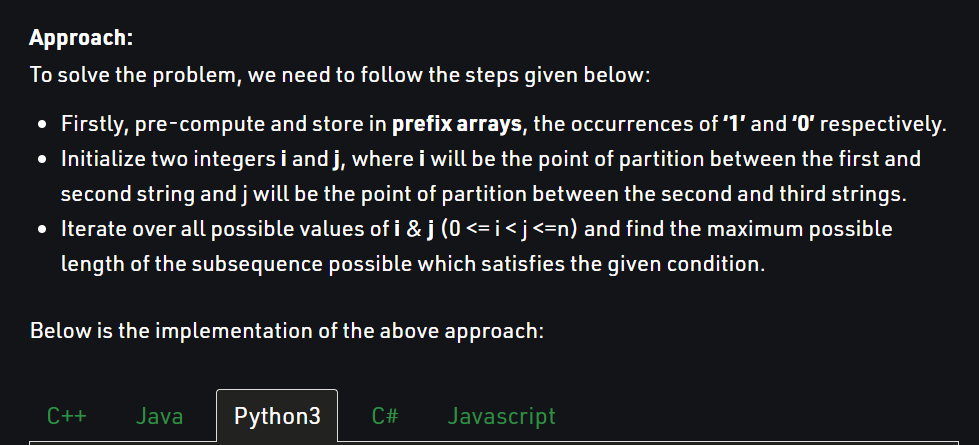 Approach:
To solve the problem, we need to follow the steps given below:
• Firstly, pre-compute and store in prefix arrays, the occurrences of ‘1’ and ‘0’ respectively.
• Initialize two integers i and j, where i will be the point of partition between the first and
second string and j will be the point of partition between the second and third strings.
• Iterate over all possible values of i & j (0 <= i < j <=n) and find the maximum possible
length of the subsequence possible which satisfies the given condition.
Below is the implementation of the above approach:
C++ Java Python3 C# Javascript